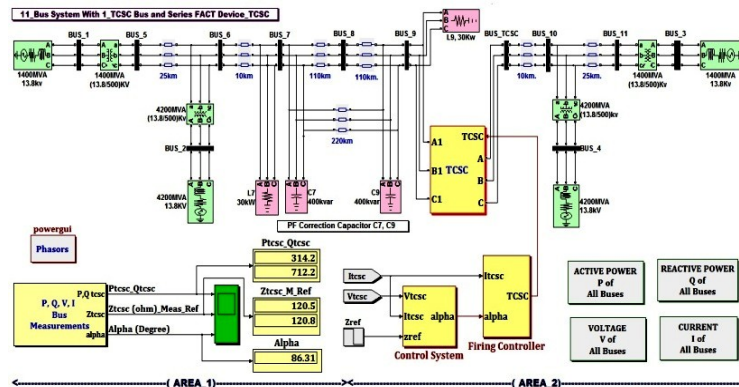 11_Bus System With 1_TCSC Bus and Series FACT Device_TCSC
L9, 30Kw
BUS_1
BUS_5
BUS_6
BUS_7
BUS_8
BUS_9
BUS_TCSC
BUS_10
BUS_11
BUS_3
1400MVA
13.8kv
1400MVA
(13.8/500)KV
25km
10km
110km
110km.
10km.
25km.
1400MVA
(13.8/500)kv
1400MVA
13.8Kv
220km
4200MVA
(13.8/500)Kv
BUS_2
4200MVA
13.8KV
L7
30kW
C7
400kvar
C9
400kvar
PF Correction Capacitor C7, C9
A1
B1
C1
TCSC
TCSC
A
B
C
4200MVA
(13.8/500)kv
BUS_4
4200MVA
13.8kV
powergui
Phasors
P, Q, V, I
Bus
Measurements
P,Q tcsc
Ztcsc
alpha
Ptcsc_Qtcsc
Ztcsc (ohm)_Meas_Ref
Alpha (Degree)
Ptcsc_Qtcsc
314.2
712.2
Ztcsc_M_Ref
120.5
120.8
Alpha
86.31
Itcsc
Vtcsc
Zref
Vtcsc
Itcsc
zref
alpha
Control System
Itcsc
alpha
TCSC
Firing Controller
ACTIVE POWER
P of
All Buses
REACTIVE POWER
Q of
All Buses
VOLTAGE
V of
All Buses
CURRENT
I of
All Buses
( AREA_1)
( AREA_2)